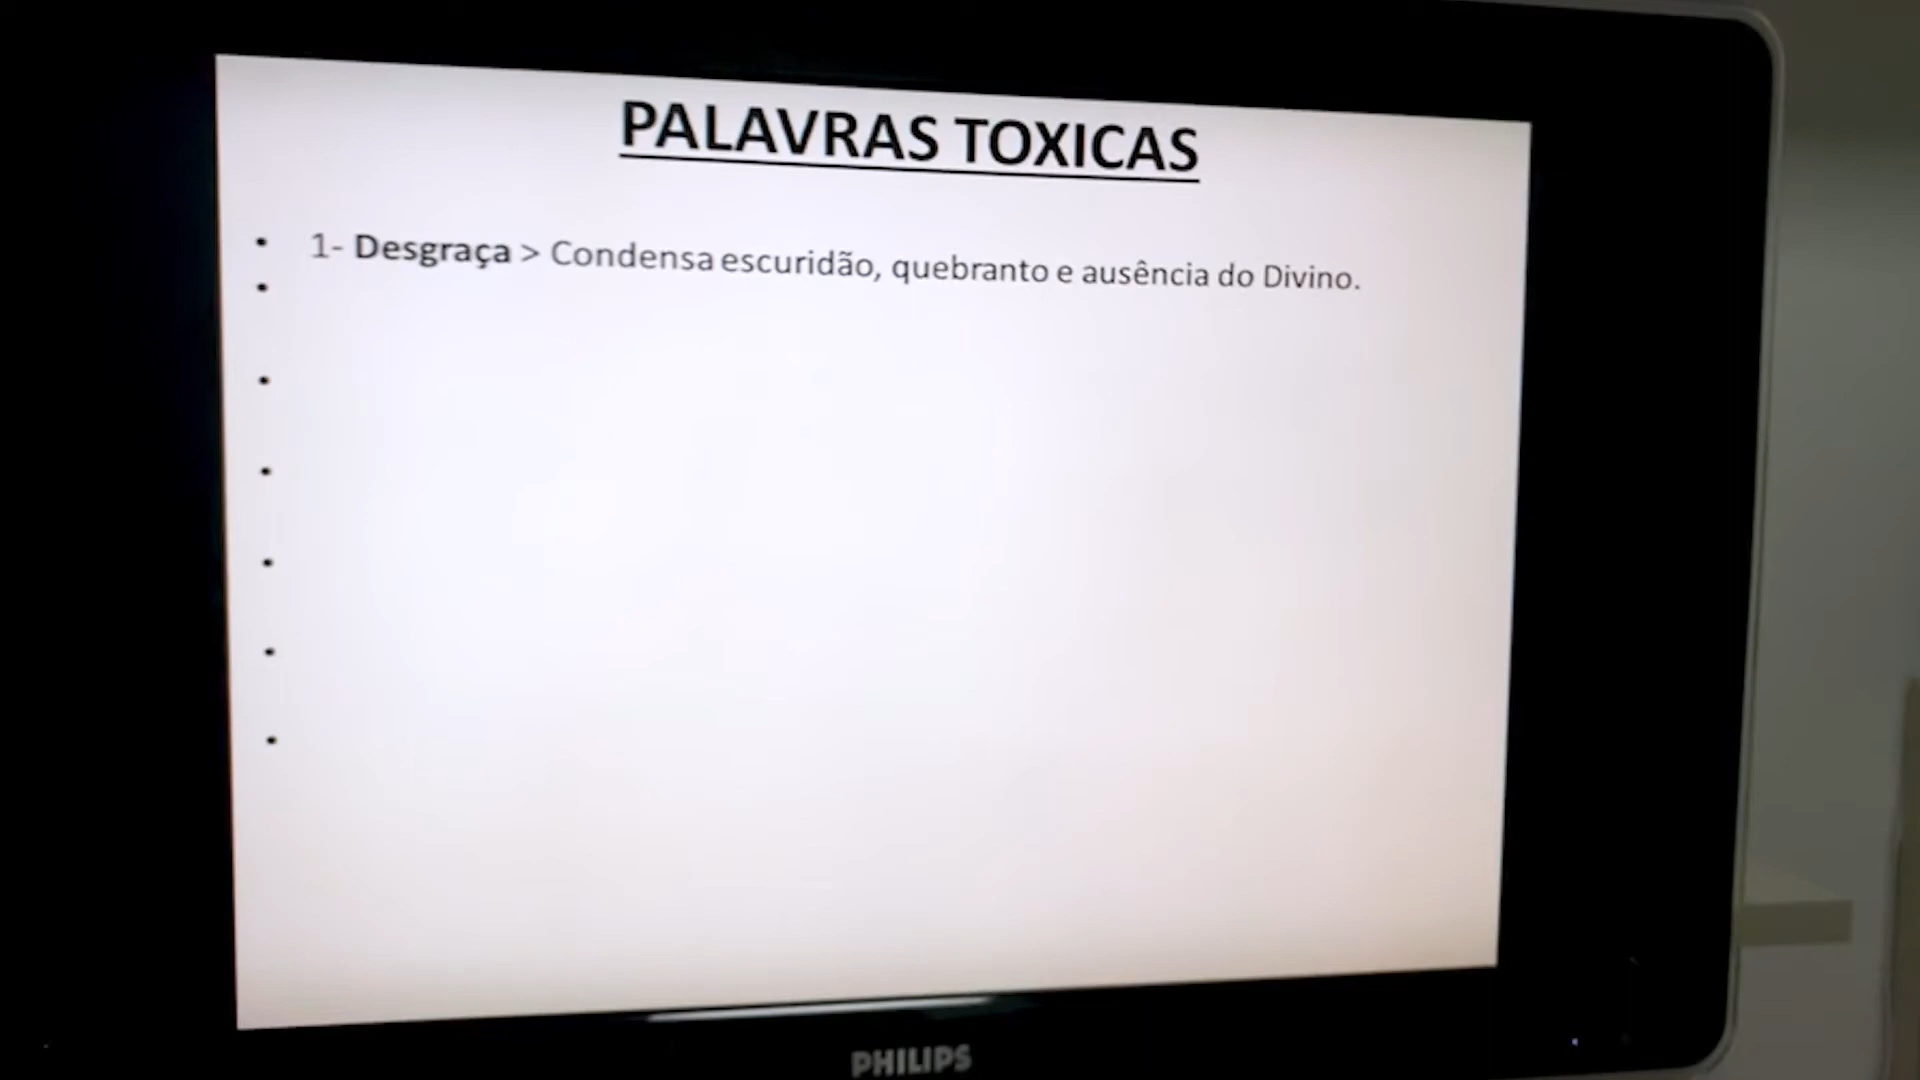 PALAVRAS TOXICAS
• 1- Desgraça > Condensa escuridão, quebranto e ausência do Divino.
•
•
•
•
•
•
PHILIPS